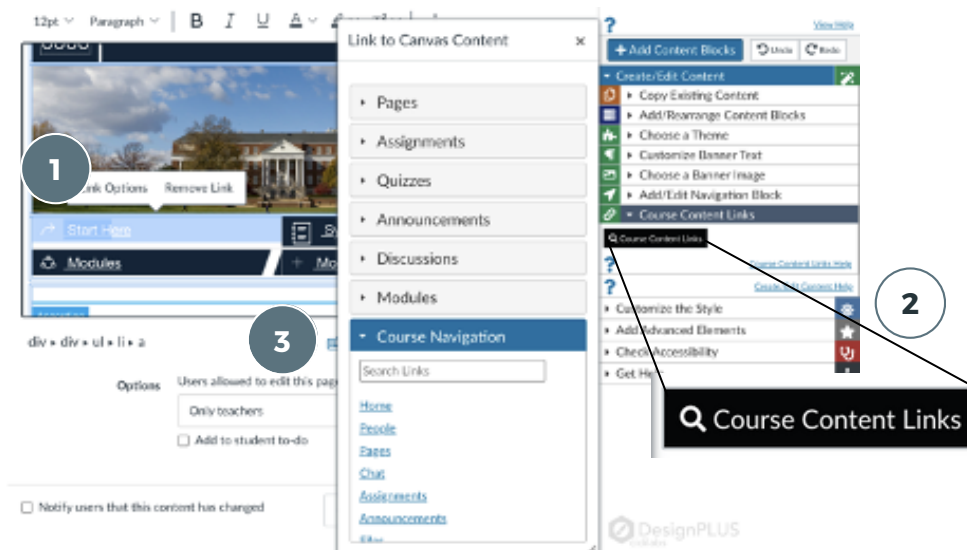 12pt Paragraph B I U A
Link to Canvas Content ×
Pages
Assignments
Quizzes
Announcements
Discussions
Modules
Course Navigation
Search Links
Home
People
Pages
Chat
Assignments
Announcements
1
Link Options Remove Link
Start Here
Modules
+ Mo
div ▸ div ▸ ul ▸ li ▸ a
3
Options Users allowed to edit this pag
Only teachers
Add to student to-do
Notify users that this content has changed
? View Help
+ Add Content Blocks Undo Redo
Create/Edit Content
Copy Existing Content
Add/Rearrange Content Blocks
Choose a Theme
Customize Banner Text
Choose a Banner Image
Add/Edit Navigation Block
Course Content Links
Course Content Links
? Course Content Links Help
? Create/Edit Content Help
Customize the Style
Add Advanced Elements
Check Accessibility
Get He
2
Course Content Links
DesignPLUS